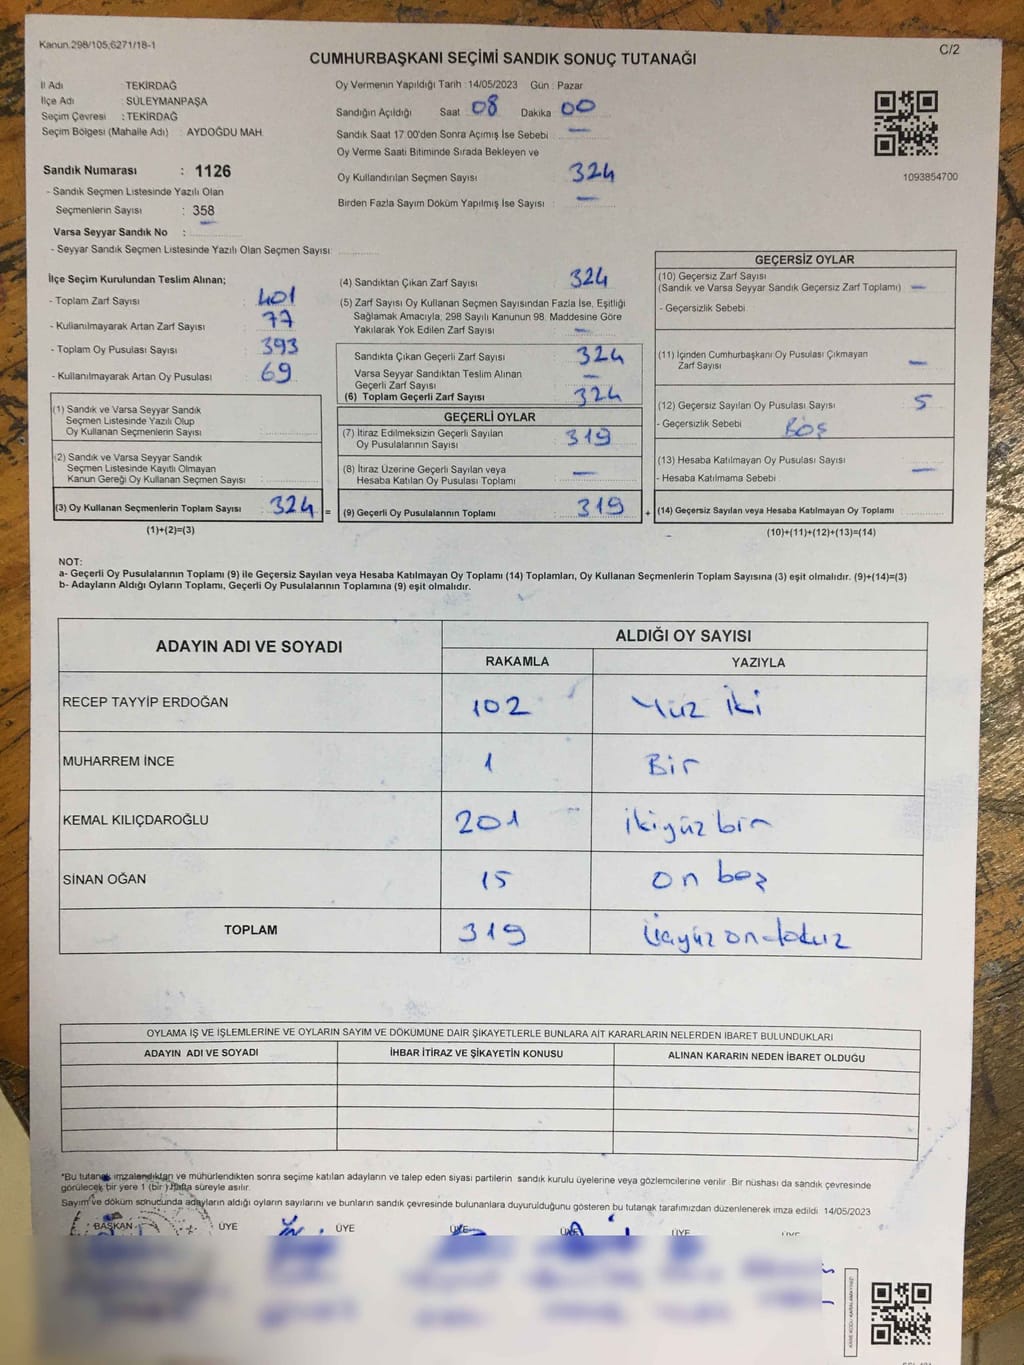 Kanun.298/105,6271/18-1
C/2
CUMHURBAŞKANI SEÇİMİ SANDIK SONUÇ TUTANAĞI
İl Adı : TEKİRDAĞ
İlçe Adı : SÜLEYMANPAŞA
Seçim Çevresi : TEKİRDAĞ
Seçim Bölgesi (Mahalle Adı) : AYDOĞDU MAH.
Sandık Numarası : 1126
- Sandık Seçmen Listesinde Yazılı Olan
Seçmenlerin Sayısı : 358
Varsa Seyyar Sandık No : —
- Seyyar Sandık Seçmen Listesinde Yazılı Olan Seçmen Sayısı:
Oy Vermenin Yapıldığı Tarih :14/05/2023 Gün : Pazar
Sandığın Açıldığı Saat 08 Dakika 00
Sandık Saat 17.00'den Sonra Açımış İse Sebebi —
Oy Verme Saati Bitiminde Sırada Bekleyen ve
Oy Kullandırılan Seçmen Sayısı 324
Birden Fazla Sayım Döküm Yapılmış İse Sayısı —
1093854700
İlçe Seçim Kurulundan Teslim Alınan;
- Toplam Zarf Sayısı 401
- Kullanılmayarak Artan Zarf Sayısı 77
- Toplam Oy Pusulası Sayısı 393
- Kullanılmayarak Artan Oy Pusulası 69
(1) Sandık ve Varsa Seyyar Sandık
Seçmen Listesinde Yazılı Olup
Oy Kullanan Seçmenlerin Sayısı
(2) Sandık ve Varsa Seyyar Sandık
Seçmen Listesinde Kayıtlı Olmayan
Kanun Gereği Oy Kullanan Seçmen Sayısı
(3) Oy Kullanan Seçmenlerin Toplam Sayısı 324 =
(1)+(2)=(3)
(4) Sandıktan Çıkan Zarf Sayısı 324
(5) Zarf Sayısı Oy Kullanan Seçmen Sayısından Fazla İse, Eşitliği
Sağlamak Amacıyla, 298 Sayılı Kanunun 98. Maddesine Göre
Yakılarak Yok Edilen Zarf Sayısı —
Sandıkta Çıkan Geçerli Zarf Sayısı 324
Varsa Seyyar Sandıktan Teslim Alınan
Geçerli Zarf Sayısı —
(6) Toplam Geçerli Zarf Sayısı 324
GEÇERLİ OYLAR
(7) İtiraz Edilmeksizin Geçerli Sayılan
Oy Pusulalarının Sayısı 319
(8) İtiraz Üzerine Geçerli Sayılan veya
Hesaba Katılan Oy Pusulası Toplamı —
(9) Geçerli Oy Pusulalarının Toplamı 319 +
GEÇERSİZ OYLAR
(10) Geçersiz Zarf Sayısı
(Sandık ve Varsa Seyyar Sandık Geçersiz Zarf Toplamı) —
- Geçersizlik Sebebi
(11) İçinden Cumhurbaşkanı Oy Pusulası Çıkmayan
Zarf Sayısı —
(12) Geçersiz Sayılan Oy Pusulası Sayısı 5
- Geçersizlik Sebebi Boş
(13) Hesaba Katılmayan Oy Pusulası Sayısı —
- Hesaba Katılmama Sebebi
(14) Geçersiz Sayılan veya Hesaba Katılmayan Oy Toplamı
(10)+(11)+(12)+(13)=(14)
NOT:
a- Geçerli Oy Pusulalarının Toplamı (9) ile Geçersiz Sayılan veya Hesaba Katılmayan Oy Toplamı (14) Toplamları, Oy Kullanan Seçmenlerin Toplam Sayısına (3) eşit olmalıdır. (9)+(14)=(3)
b- Adayların Aldığı Oyların Toplamı, Geçerli Oy Pusulalarının Toplamına (9) eşit olmalıdır.
ADAYIN ADI VE SOYADI ALDIĞI OY SAYISI
RAKAMLA YAZIYLA
RECEP TAYYİP ERDOĞAN 102 Yüz iki
MUHARREM İNCE 1 Bir
KEMAL KILIÇDAROĞLU 201 ikiyüz bir
SİNAN OĞAN 15 on beş
TOPLAM 319 Üçyüz on dokuz
OYLAMA İŞ VE İŞLEMLERİNE VE OYLARIN SAYIM VE DÖKÜMÜNE DAİR ŞİKAYETLERLE BUNLARA AİT KARARLARIN NELERDEN İBARET BULUNDUKLARI
ADAYIN ADI VE SOYADI İHBAR İTİRAZ VE ŞİKAYETİN KONUSU ALINAN KARARIN NEDEN İBARET OLDUĞU
*Bu tutanak imzalandıktan ve mühürlendikten sonra seçime katılan adayların ve talep eden siyasi partilerin sandık kurulu üyelerine veya gözlemcilerine verilir. Bir nüshası da sandık çevresinde
görülecek bir yere 1 (bir ) Hafta süreyle asılır.
Sayım ve döküm sonucunda adayların aldığı oyların sayılarını ve bunların sandık çevresinde bulunanlara duyurulduğunu gösteren bu tutanak tarafımızdan düzenlenerek imza edildi 14/05/2023
BAŞKAN ÜYE ÜYE ÜYE ÜYE ÜYE ÜYE